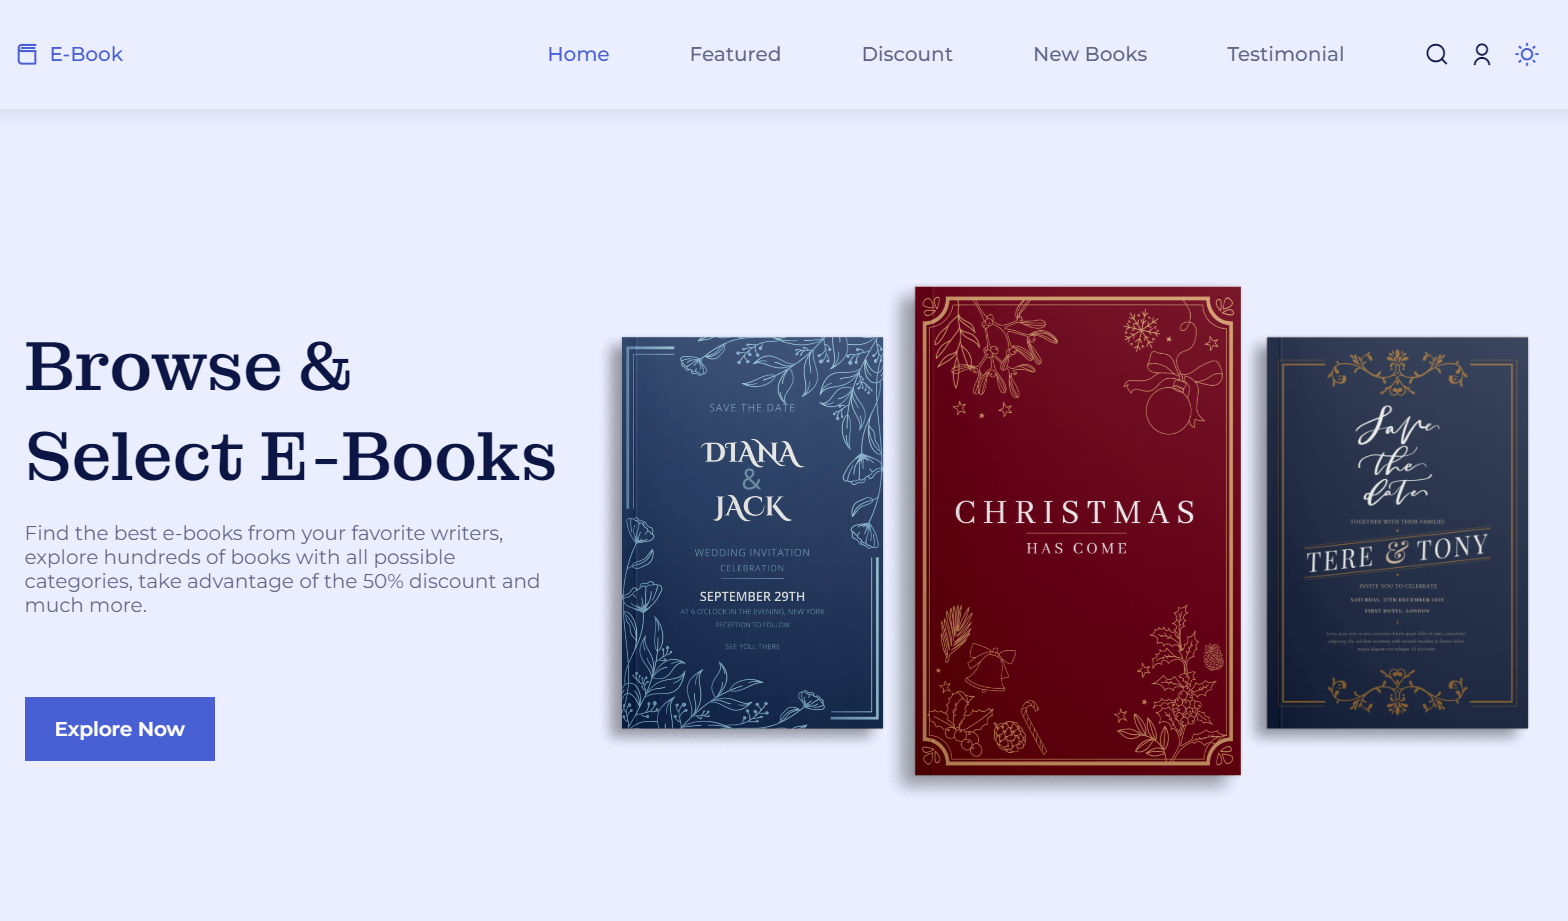 E-Book
Home
Featured
Discount
New Books
Testimonial
Browse &
Select E-Books
Find the best e-books from your favorite writers,
explore hundreds of books with all possible
categories, take advantage of the 50% discount and
much more.
Explore Now
SAVE THE DATE
DIANA
&
JACK
WEDDING INVITATION
CELEBRATION
SEPTEMBER 29TH
AT 6 O'CLOCK IN THE EVENING, NEW YORK
RECEPTION TO FOLLOW
SEE YOU. THERE
CHRISTMAS
HAS COME
Save
the
date
TOGETHER WITH THEIR FAMILIES
TERE & TONY
INVITE YOU TO CELEBRATE
SATURDAY, 27TH DECEMBER 2018
FIRST HOTEL, LONDON